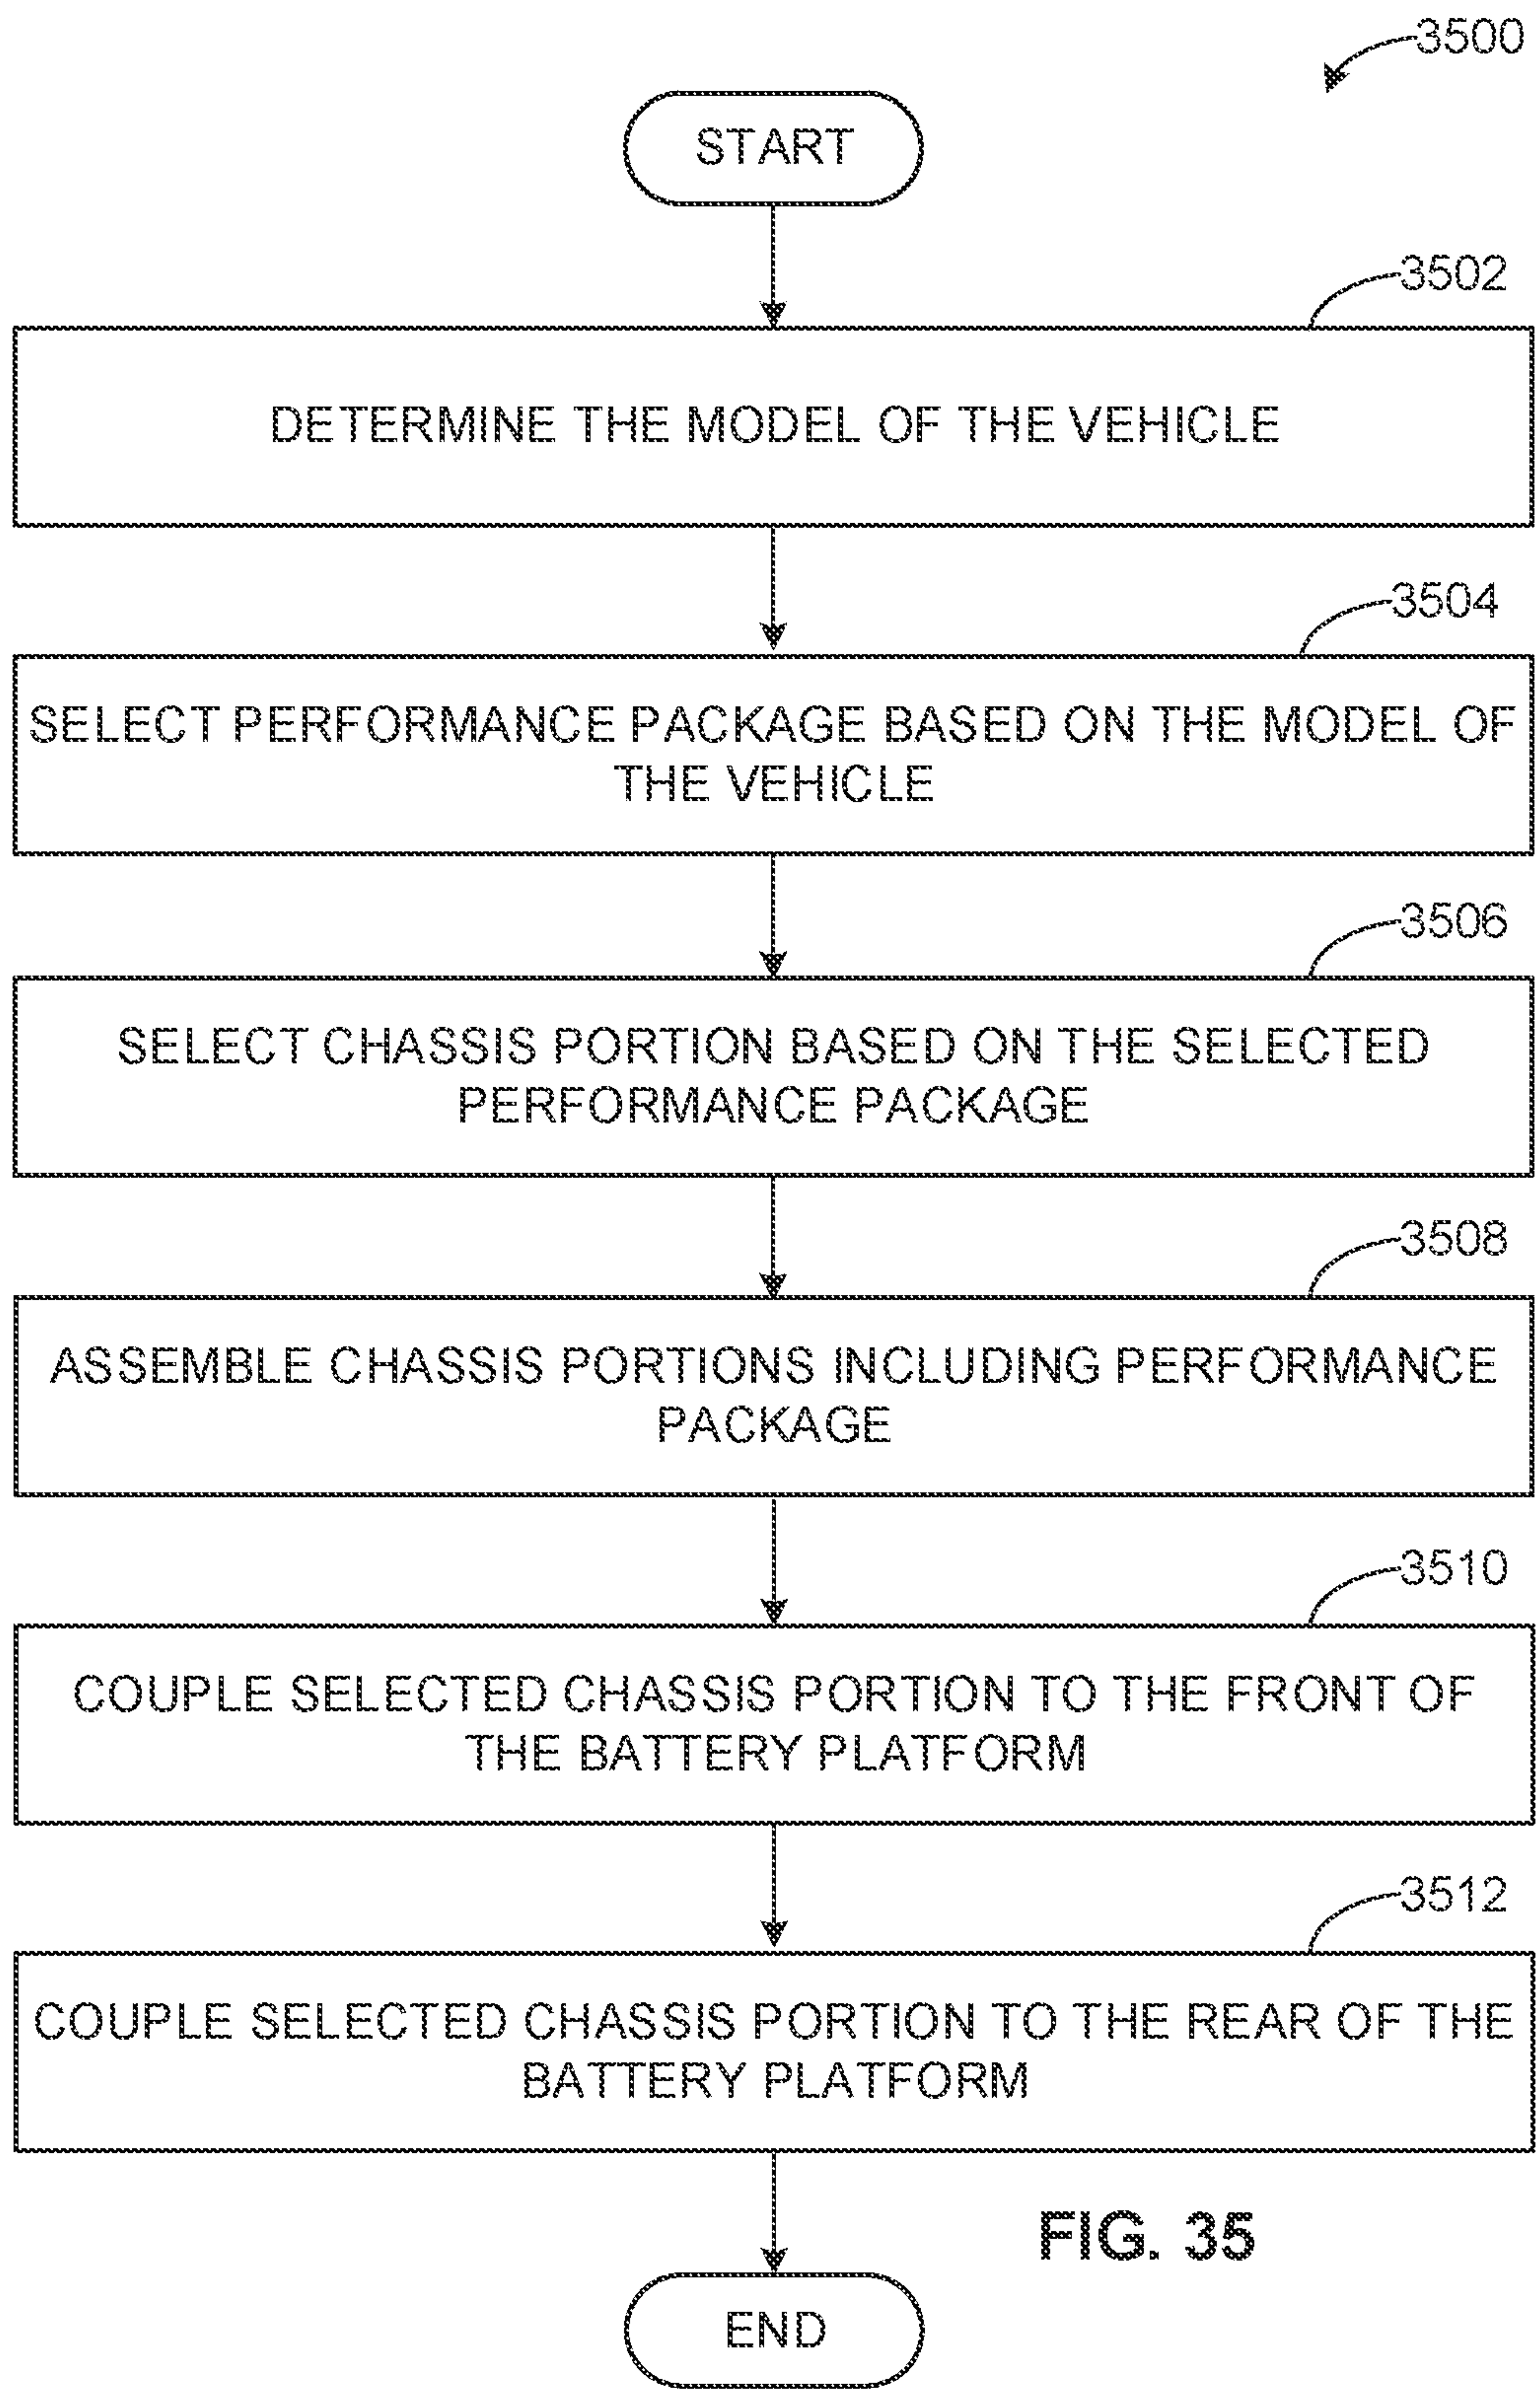 3500
START
3502
DETERMINE THE MODEL OF THE VEHICLE
3504
SELECT PERFORMANCE PACKAGE BASED ON THE MODEL OF
THE VEHICLE
3506
SELECT CHASSIS PORTION BASED ON THE SELECTED
PERFORMANCE PACKAGE
3508
ASSEMBLE CHASSIS PORTIONS INCLUDING PERFORMANCE
PACKAGE
3510
COUPLE SELECTED CHASSIS PORTION TO THE FRONT OF
THE BATTERY PLATFORM
3512
COUPLE SELECTED CHASSIS PORTION TO THE REAR OF THE
BATTERY PLATFORM
FIG. 35
END